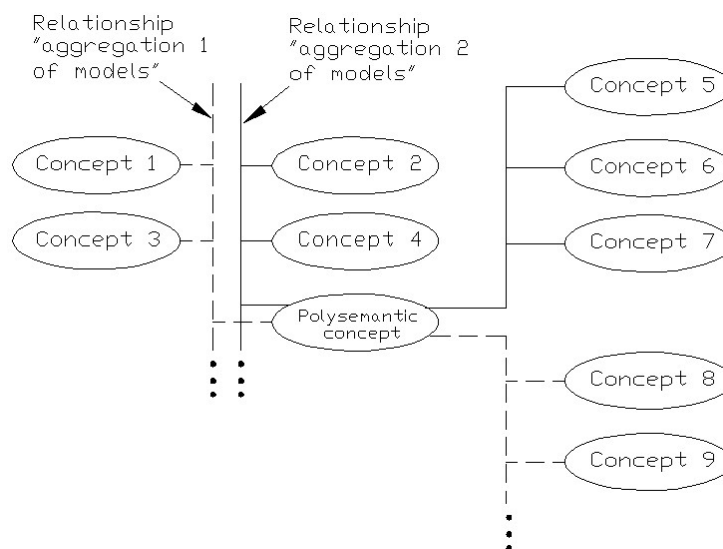 Relationship
"aggregation 1
of models"
Relationship
"aggregation 2
of models"
Concept 1
Concept 2
Concept 3
Concept 4
Polysemantic
concept
Concept 5
Concept 6
Concept 7
Concept 8
Concept 9